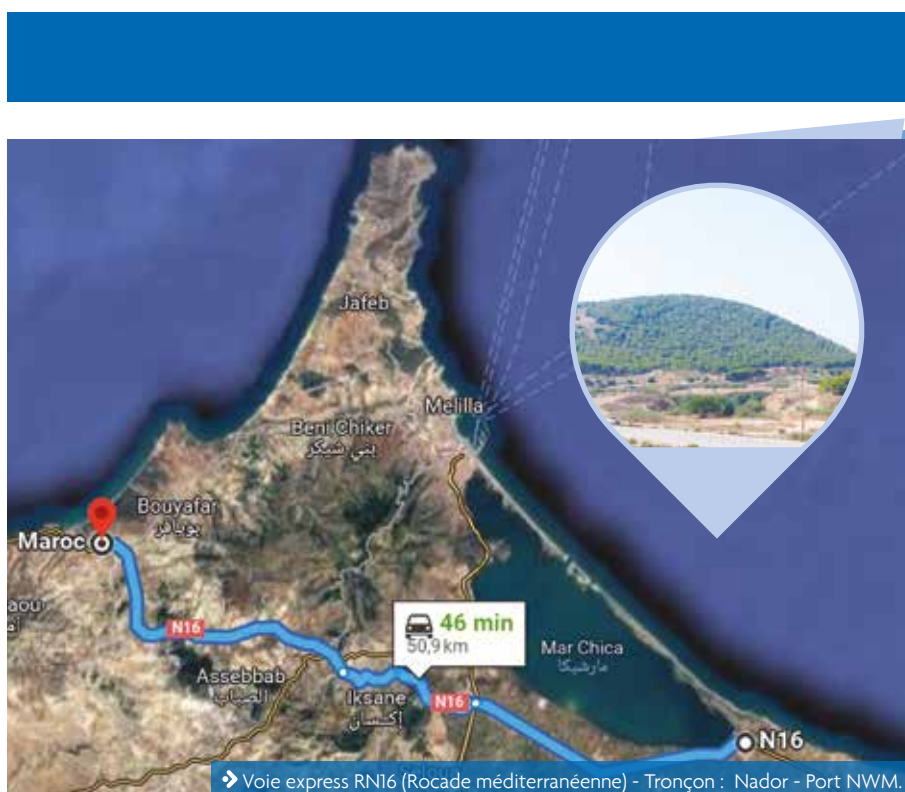 Jafeb
Melilla
Beni Chiker
بني شيكر
Bouyafar
بويافر
Maroc
N16
46 min
50,9 km
Mar Chica
مارشيكا
Assebbab
الصباب
Iksane
إكسان
N16
N16
Voie express RN16 (Rocade méditerranéenne) - Tronçon : Nador - Port NWM.